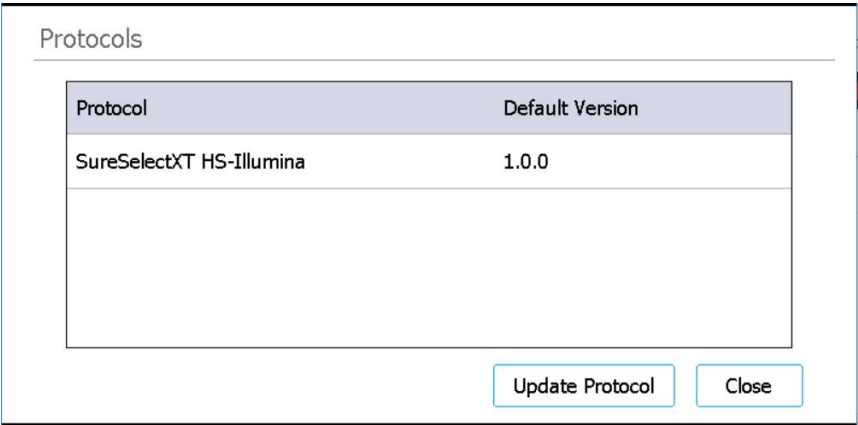 Protocols
Protocol Default Version
SureSelectXT HS-Illumina 1.0.0
Update Protocol Close